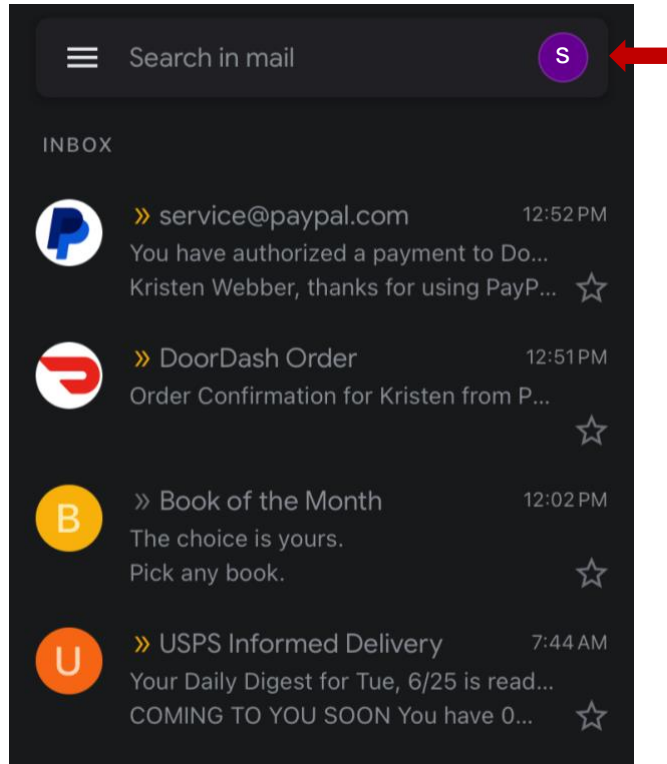 Search in mail S
INBOX
» service@paypal.com 12:52 PM
You have authorized a payment to Do...
Kristen Webber, thanks for using PayP...
» DoorDash Order 12:51 PM
Order Confirmation for Kristen from P...
B » Book of the Month 12:02 PM
The choice is yours.
Pick any book.
U » USPS Informed Delivery 7:44 AM
Your Daily Digest for Tue, 6/25 is read...
COMING TO YOU SOON You have 0...